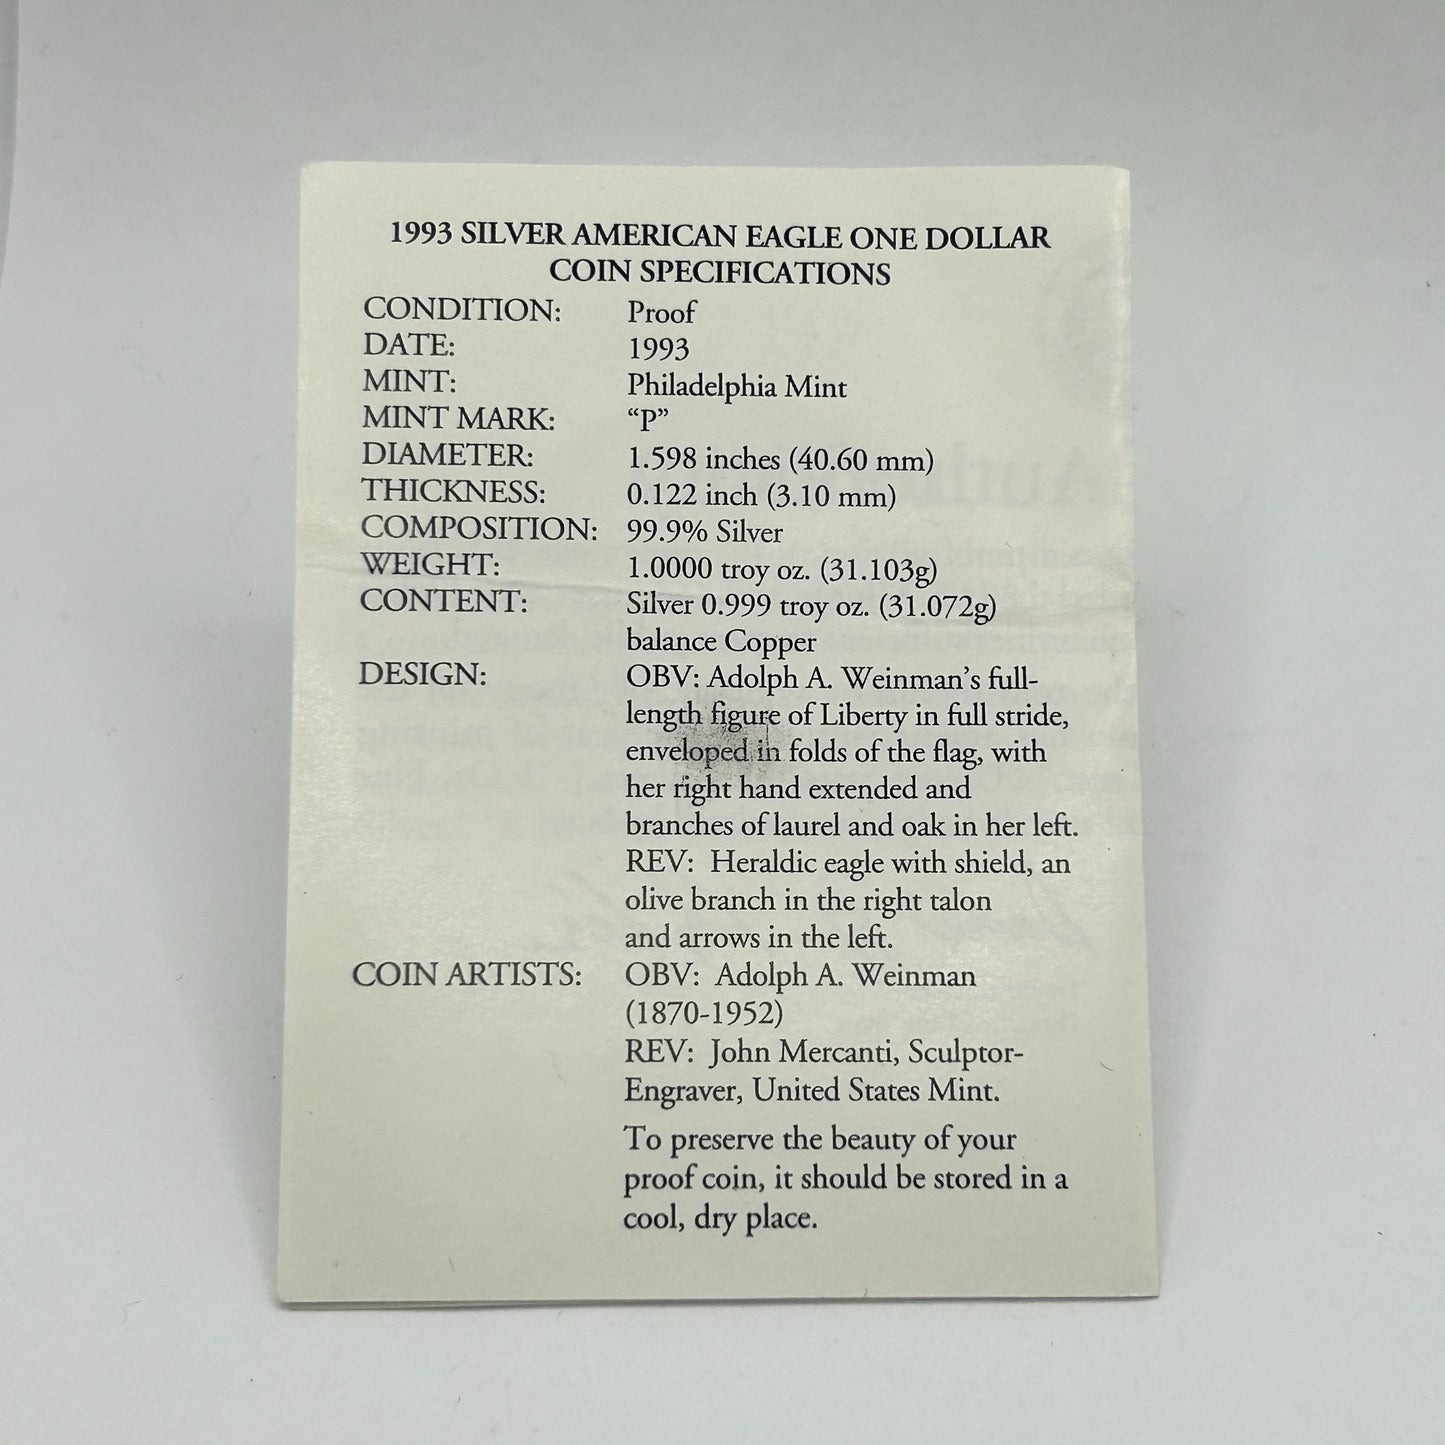 1993 SILVER AMERICAN EAGLE ONE DOLLAR
COIN SPECIFICATIONS
CONDITION: Proof
DATE: 1993
MINT: Philadelphia Mint
MINT MARK: “P”
DIAMETER: 1.598 inches (40.60 mm)
THICKNESS: 0.122 inch (3.10 mm)
COMPOSITION: 99.9% Silver
WEIGHT: 1.0000 troy oz. (31.103g)
CONTENT: Silver 0.999 troy oz. (31.072g)
balance Copper
DESIGN: OBV: Adolph A. Weinman’s full-
length figure of Liberty in full stride,
enveloped in folds of the flag, with
her right hand extended and
branches of laurel and oak in her left.
REV: Heraldic eagle with shield, an
olive branch in the right talon
and arrows in the left.
COIN ARTISTS: OBV: Adolph A. Weinman
(1870-1952)
REV: John Mercanti, Sculptor-
Engraver, United States Mint.
To preserve the beauty of your
proof coin, it should be stored in a
cool, dry place.